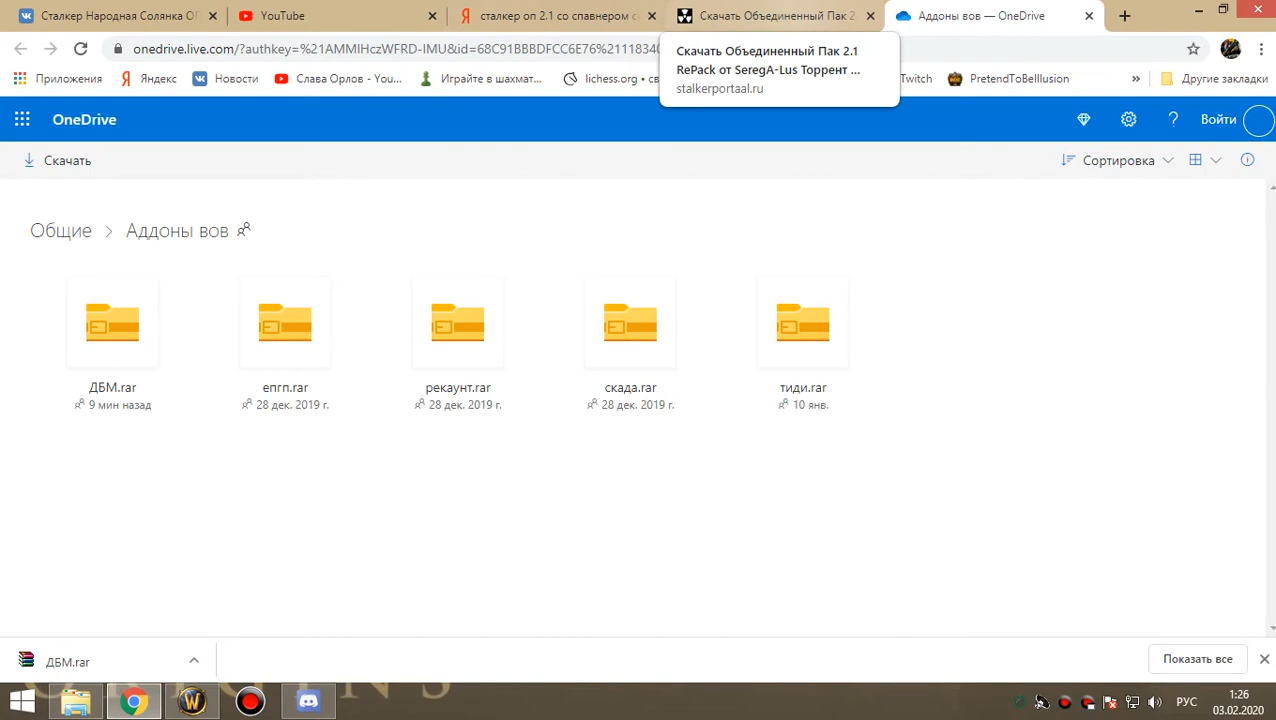 Сталкер Народная Солянка ОП
YouTube
сталкер оп 2.1 со спавнером с
Скачать Объединенный Пак 2
Аддоны вов — OneDrive
onedrive.live.com/?authkey=%21AMMIHczWFRD-IMU&id=68C91BBBDFCC6E76%2111834
Скачать Объединенный Пак 2.1
RePack от SeregA-Lus Торрент ...
stalkerportaal.ru
Приложения
Яндекс
Новости
Слава Орлов - You...
Играйте в шахмат...
lichess.org • св
Twitch
PretendToBeIllusion
»
Другие закладки
OneDrive
?
Войти
Скачать
Сортировка
Общие > Аддоны вов
ДБМ.rar
епгп.rar
рекаунт.rar
скада.rar
тиди.rar
9 мин назад
28 дек. 2019 г.
28 дек. 2019 г.
28 дек. 2019 г.
10 янв.
ДБМ.rar
Показать все
РУС
1:26
03.02.2020